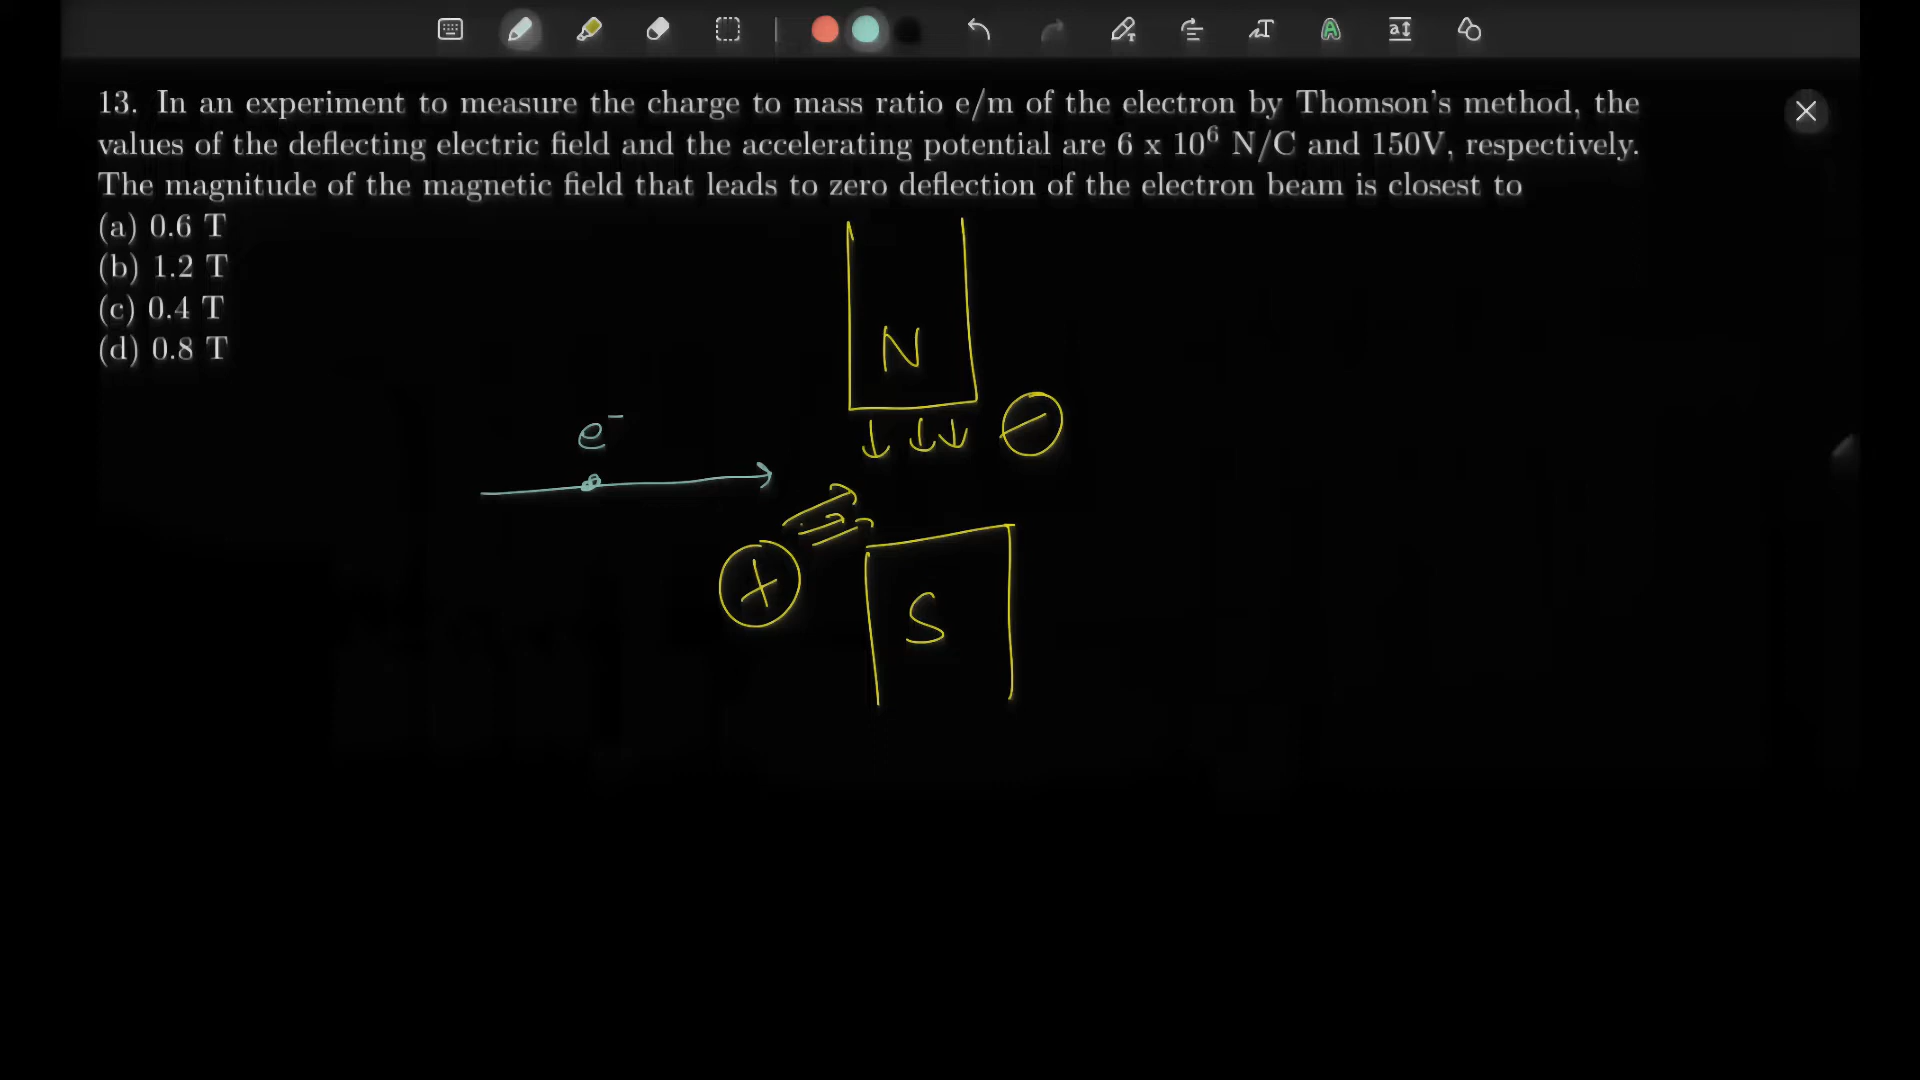 13. In an experiment to measure the charge to mass ratio e/m of the electron by Thomson's method, the
values of the deflecting electric field and the accelerating potential are 6 x 10⁶ N/C and 150V, respectively.
The magnitude of the magnetic field that leads to zero deflection of the electron beam is closest to
(a) 0.6 T
(b) 1.2 T
(c) 0.4 T
(d) 0.8 T
N
e⁻
−
+
S